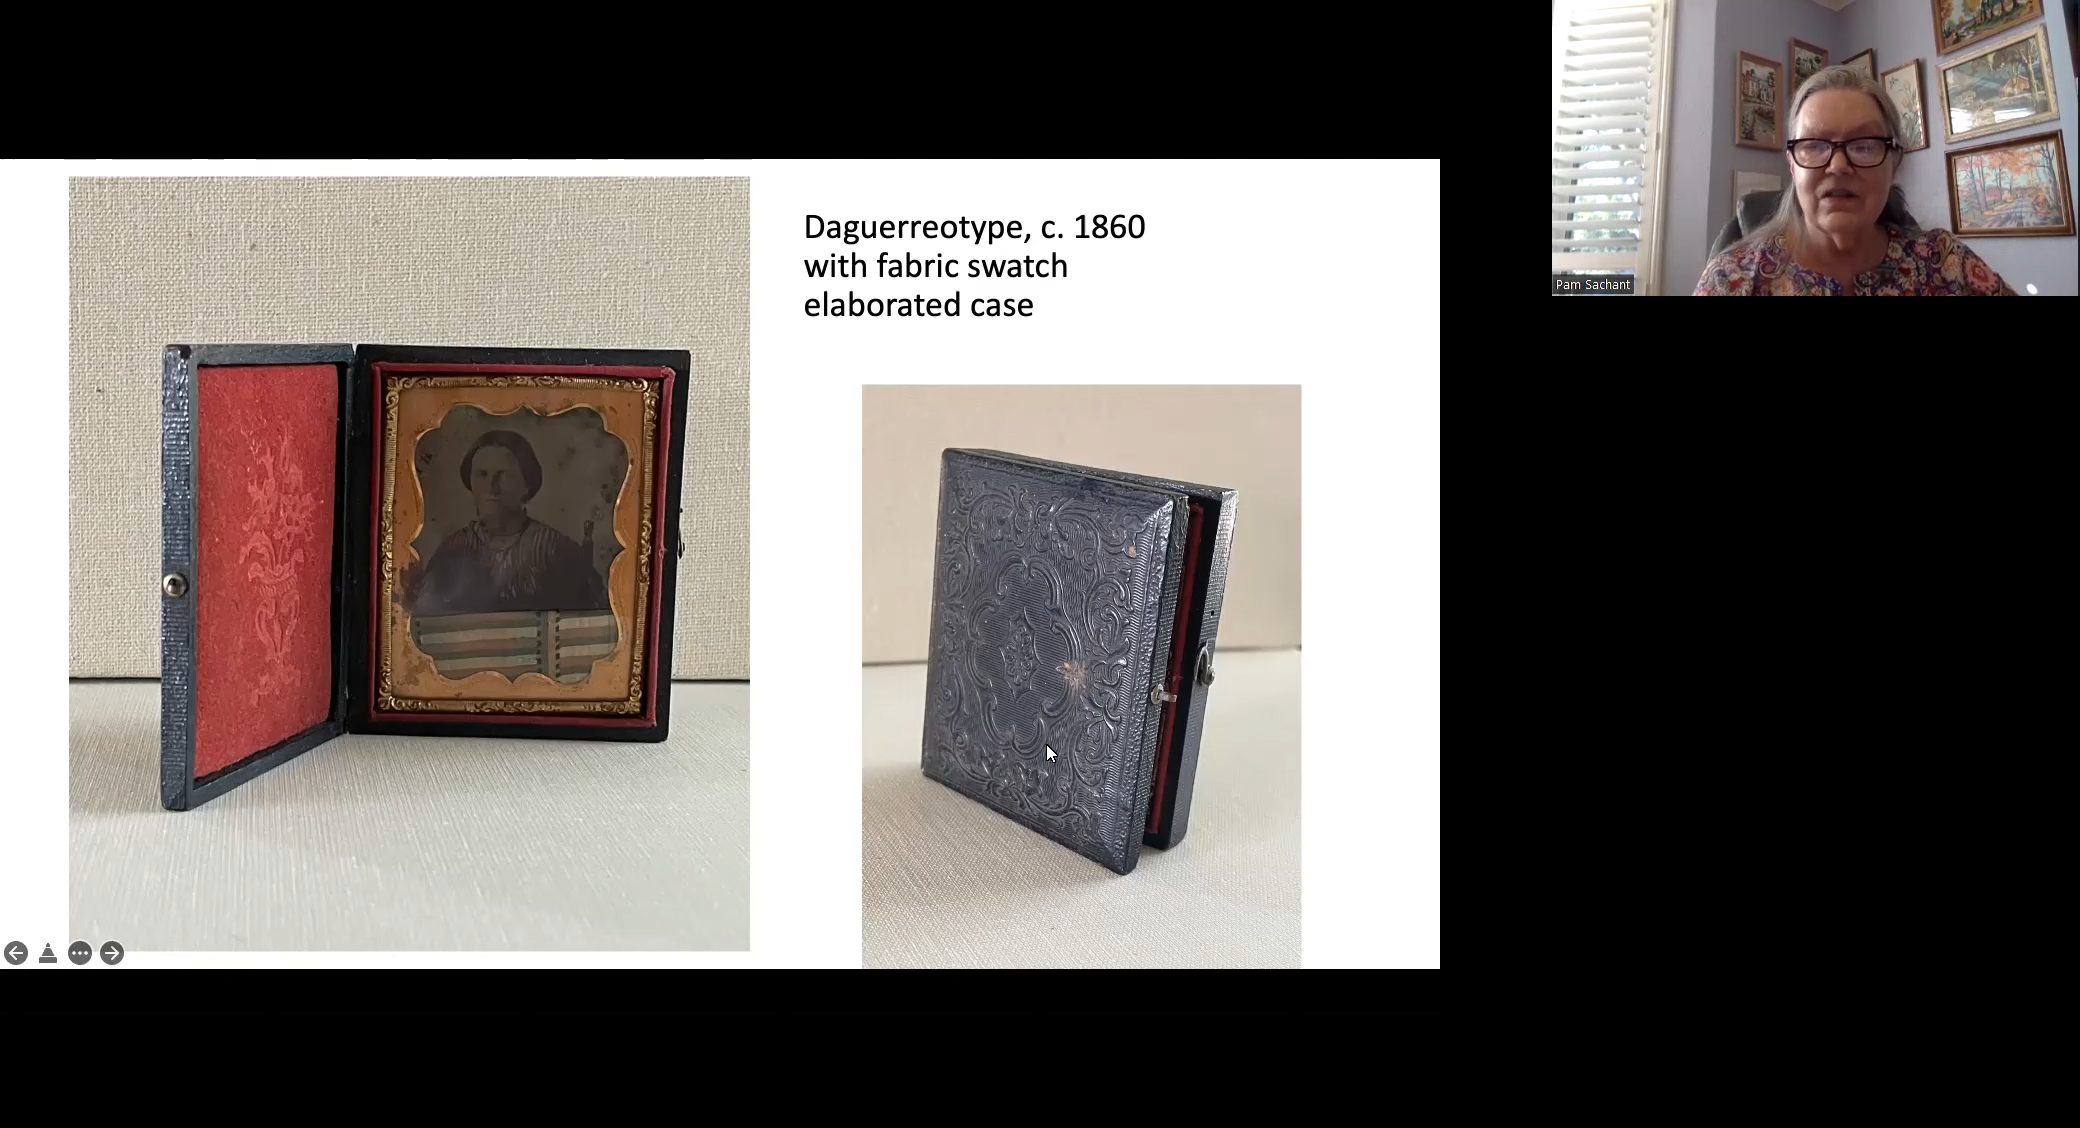 Daguerreotype, c. 1860
with fabric swatch
elaborated case
Pam Sachant